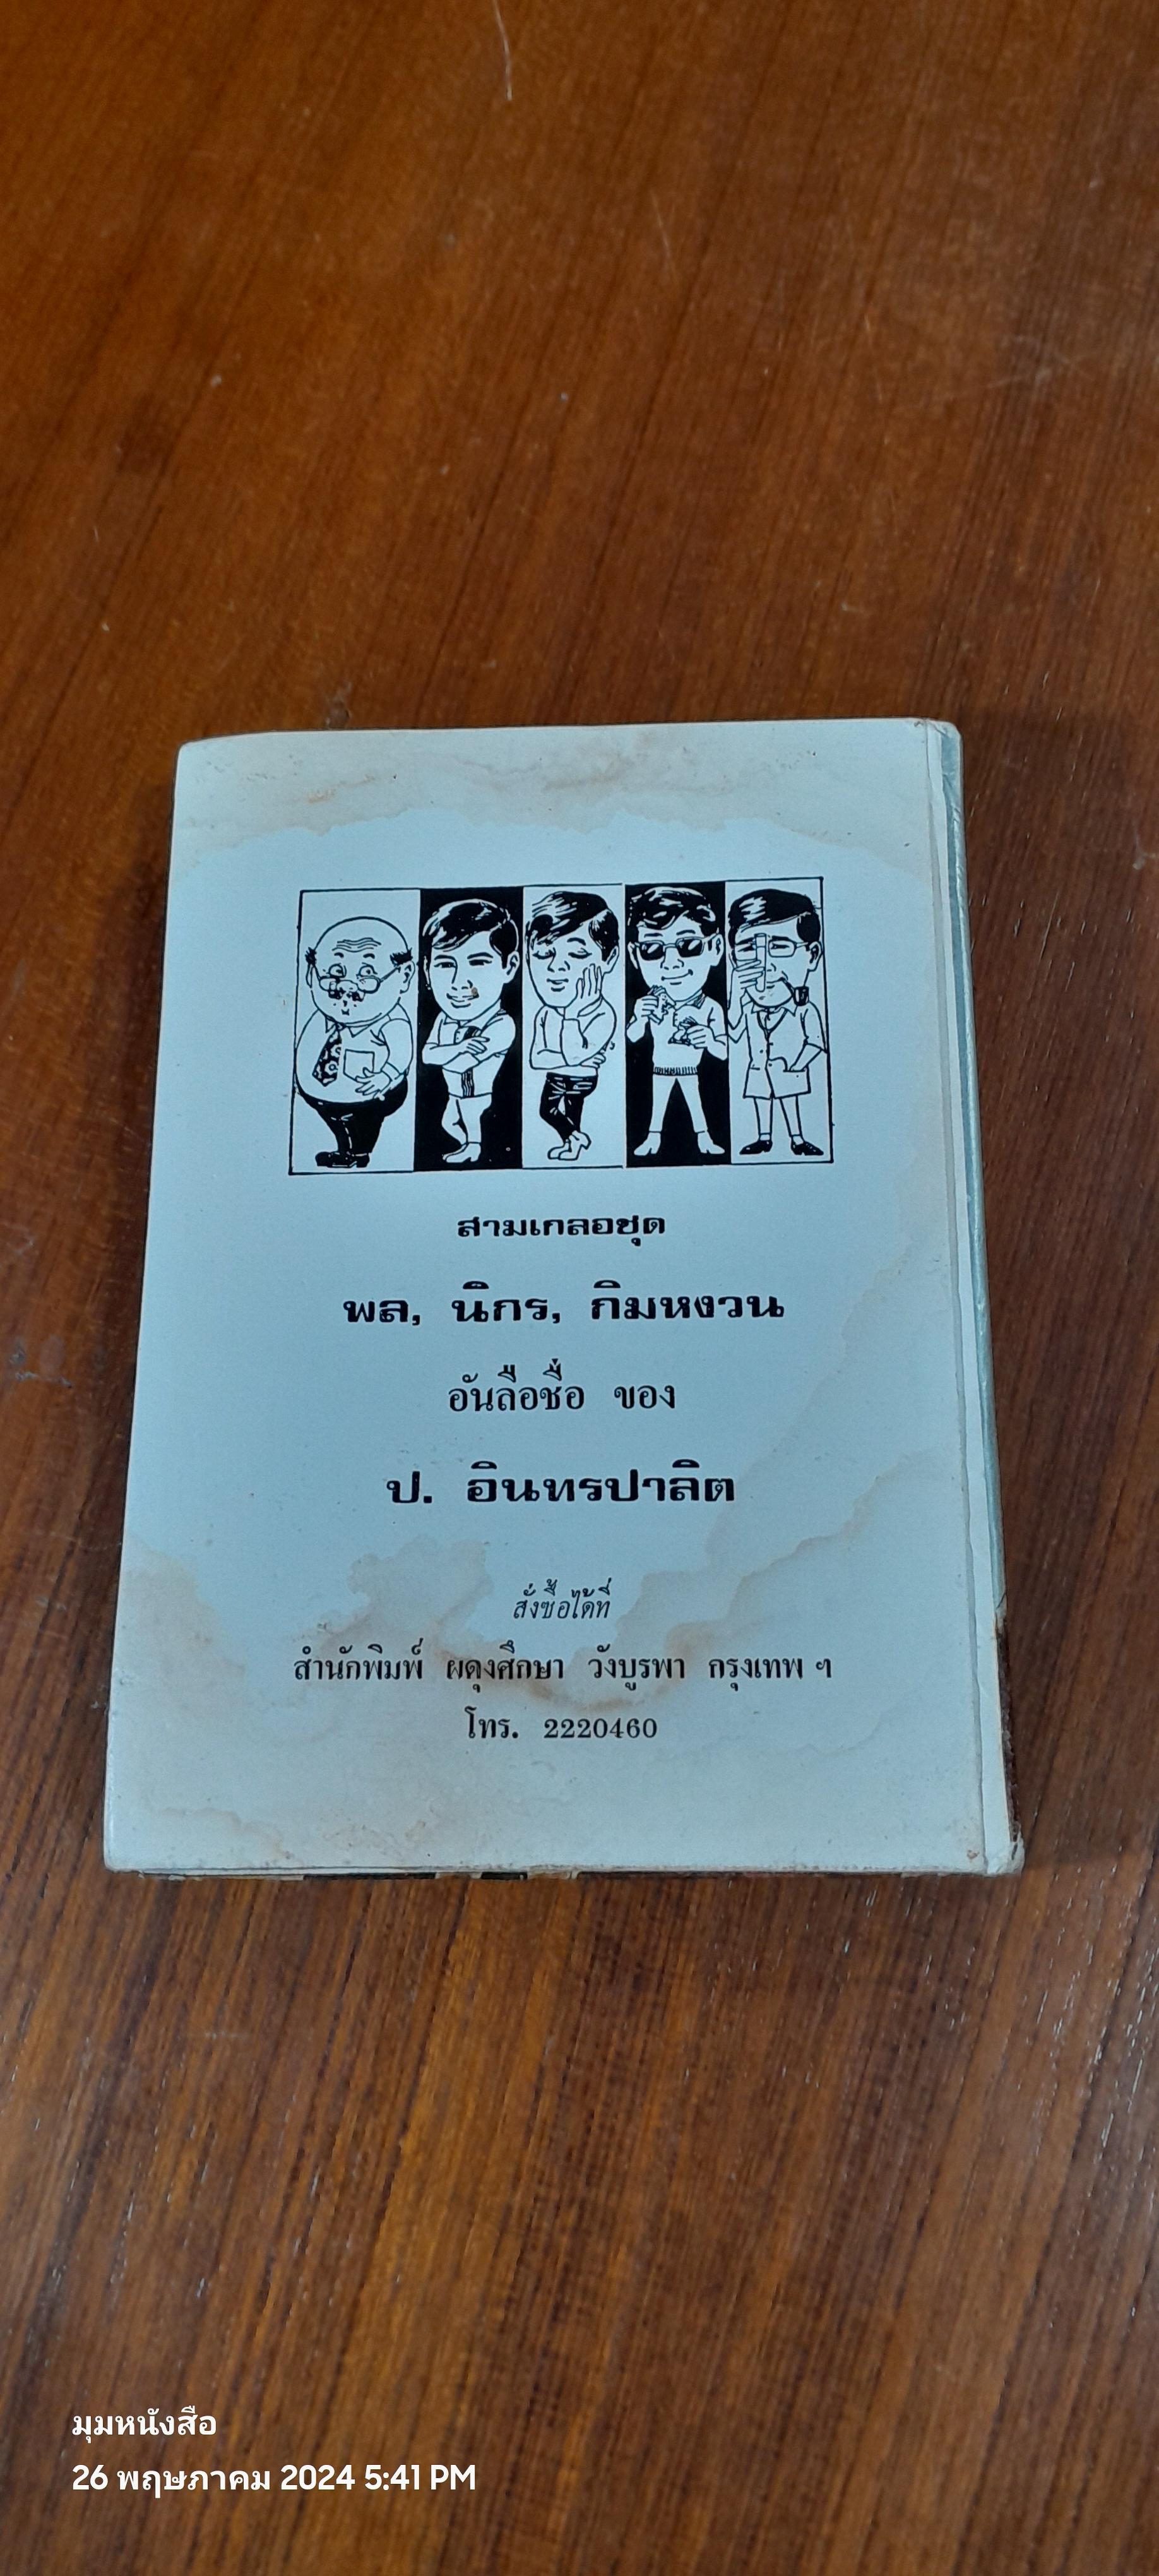 สามเกลอชุด
พล, นิกร, กิมหงวน
อันลือชื่อ ของ
ป. อินทรปาลิต
สั่งซื้อได้ที่
สำนักพิมพ์ ผดุงศึกษา วังบูรพา กรุงเทพ ฯ
โทร. 2220460
มุมหนังสือ
26 พฤษภาคม 2024 5:41 PM